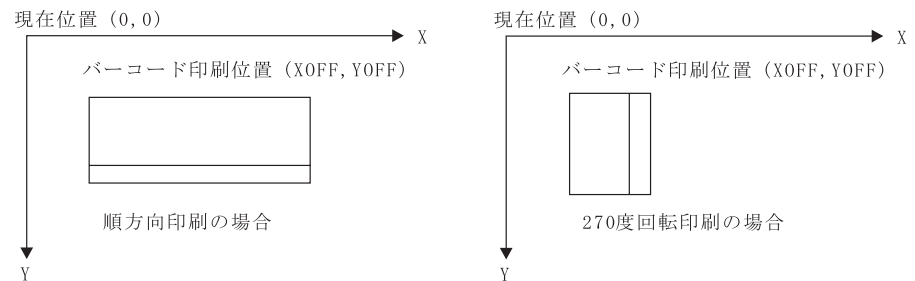 現在位置 (0,0)
X
バーコード印刷位置 (XOFF,YOFF)
順方向印刷の場合
Y
現在位置 (0,0)
X
バーコード印刷位置 (XOFF,YOFF)
270度回転印刷の場合
Y